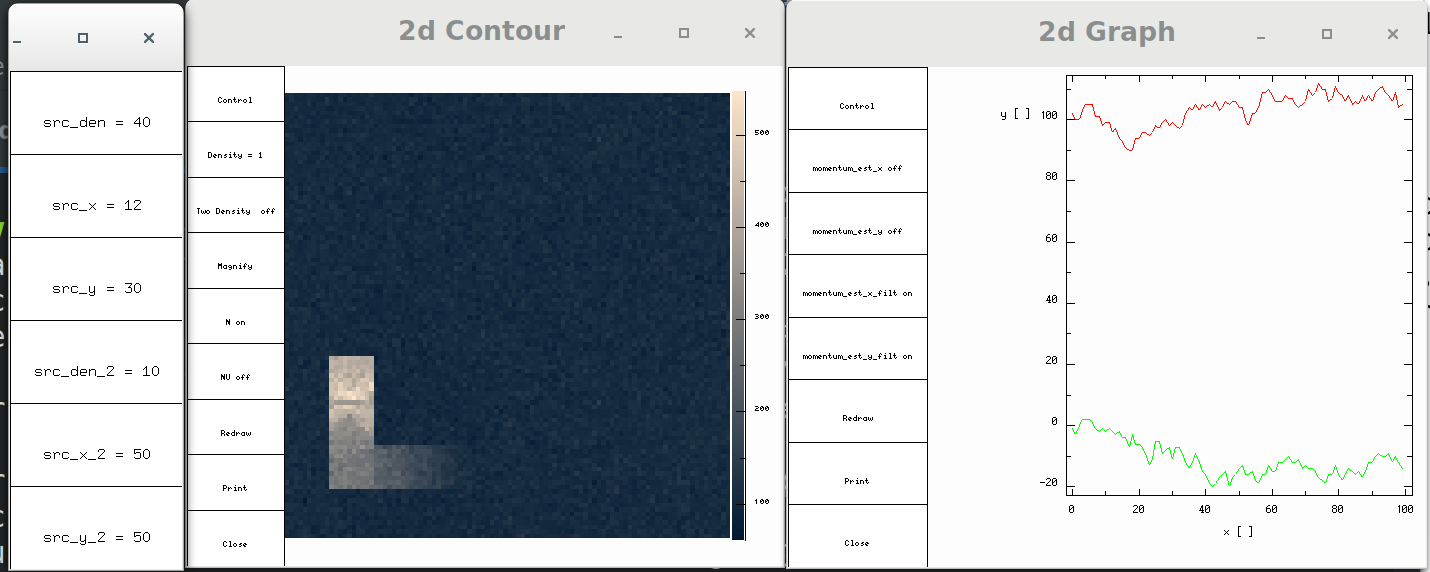 src_den = 40
src_x = 12
src_y = 30
src_den_2 = 10
src_x_2 = 50
src_y_2 = 50
2d Contour
Control
Density = 1
Two Density off
Magnify
N on
NU off
Redraw
Print
Close
500
400
300
200
100
2d Graph
Control
momentum_est_x off
momentum_est_y off
momentum_est_x_filt on
momentum_est_y_filt on
Redraw
Print
Close
y [ ]
100
80
60
40
20
0
-20
0 20 40 60 80 100
x [ ]